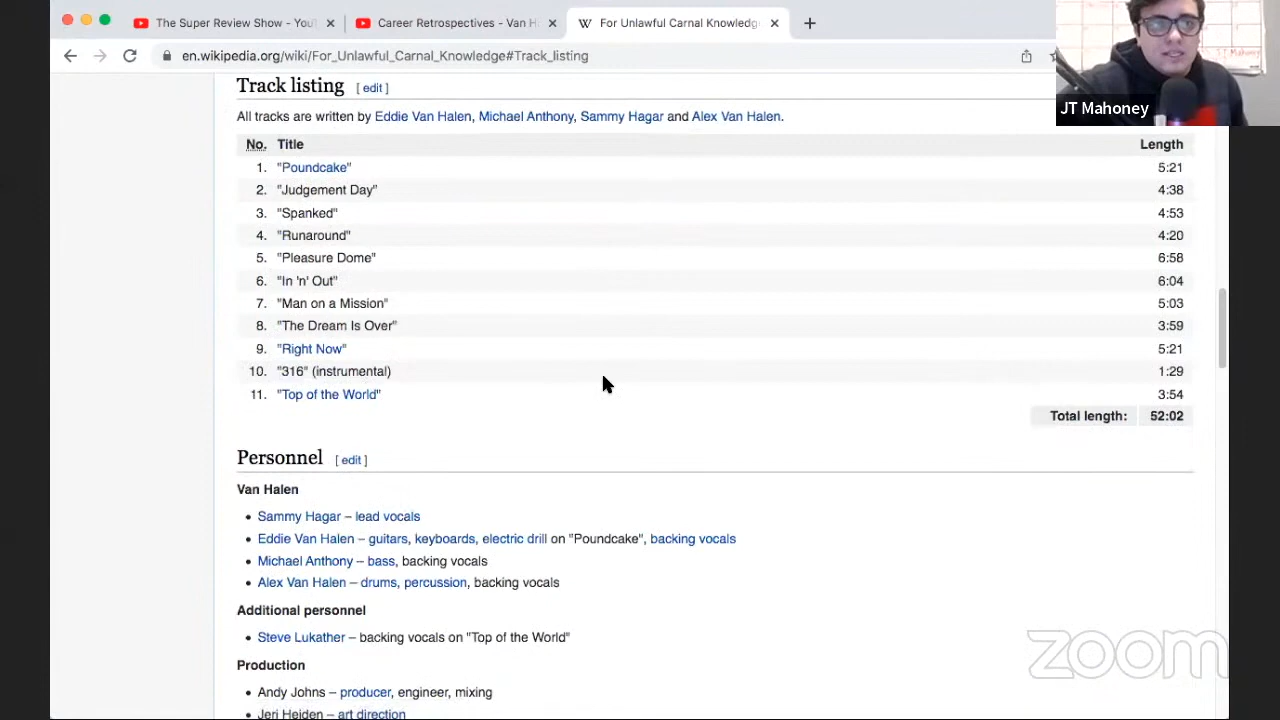 The Super Review Show - You
Career Retrospectives - Van H
For Unlawful Carnal Knowledg
en.wikipedia.org/wiki/For_Unlawful_Carnal_Knowledge#Track_listing
JT Mahoney
Track listing [ edit ]
All tracks are written by Eddie Van Halen, Michael Anthony, Sammy Hagar and Alex Van Halen.
No. Title Length
1. "Poundcake" 5:21
2. "Judgement Day" 4:38
3. "Spanked" 4:53
4. "Runaround" 4:20
5. "Pleasure Dome" 6:58
6. "In 'n' Out" 6:04
7. "Man on a Mission" 5:03
8. "The Dream Is Over" 3:59
9. "Right Now" 5:21
10. "316" (instrumental) 1:29
11. "Top of the World" 3:54
Total length: 52:02
Personnel [ edit ]
Van Halen
• Sammy Hagar – lead vocals
• Eddie Van Halen – guitars, keyboards, electric drill on "Poundcake", backing vocals
• Michael Anthony – bass, backing vocals
• Alex Van Halen – drums, percussion, backing vocals
Additional personnel
• Steve Lukather – backing vocals on "Top of the World"
Production
• Andy Johns – producer, engineer, mixing
• Jeri Heiden – art direction
zoom